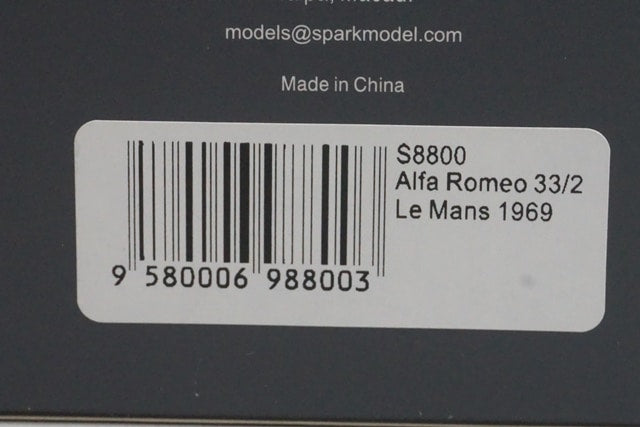 models@sparkmodel.com
Made in China
S8800
Alfa Romeo 33/2
Le Mans 1969
9 580006 988003